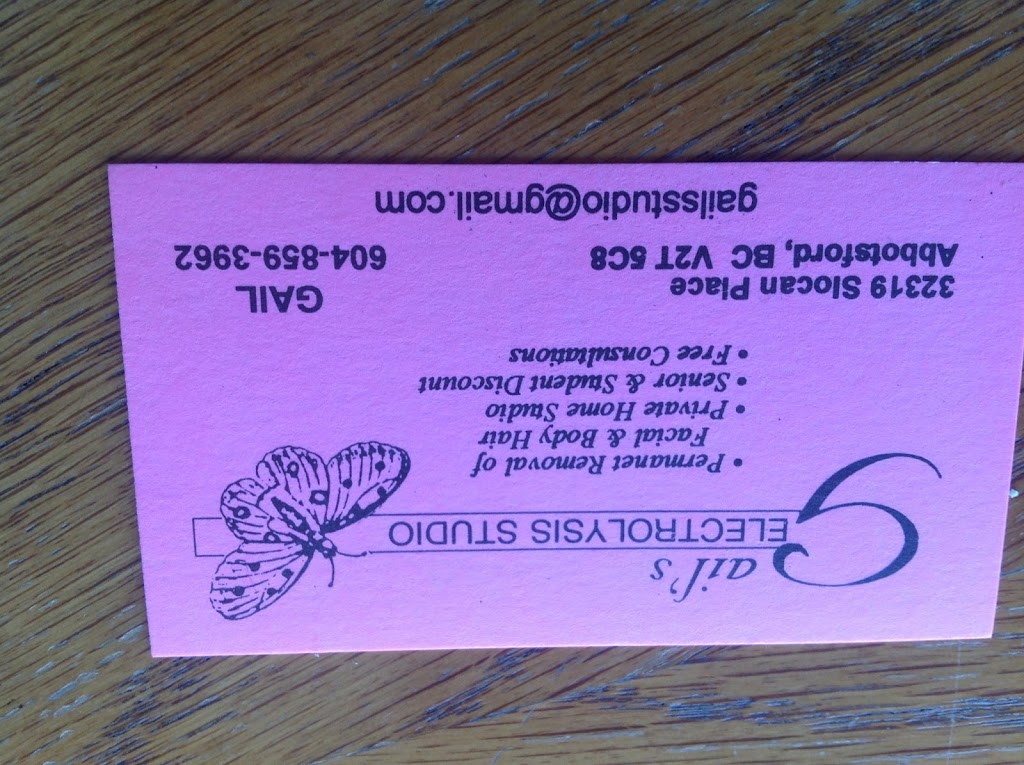 Gail's
ELECTROLYSIS STUDIO
• Permanet Removal of
Facial & Body Hair
• Private Home Studio
• Senior & Student Discount
• Free Consultations
32319 Slocan Place
Abbotsford, BC V2T 5C8
GAIL
604-859-3962
gailsstudio@gmail.com